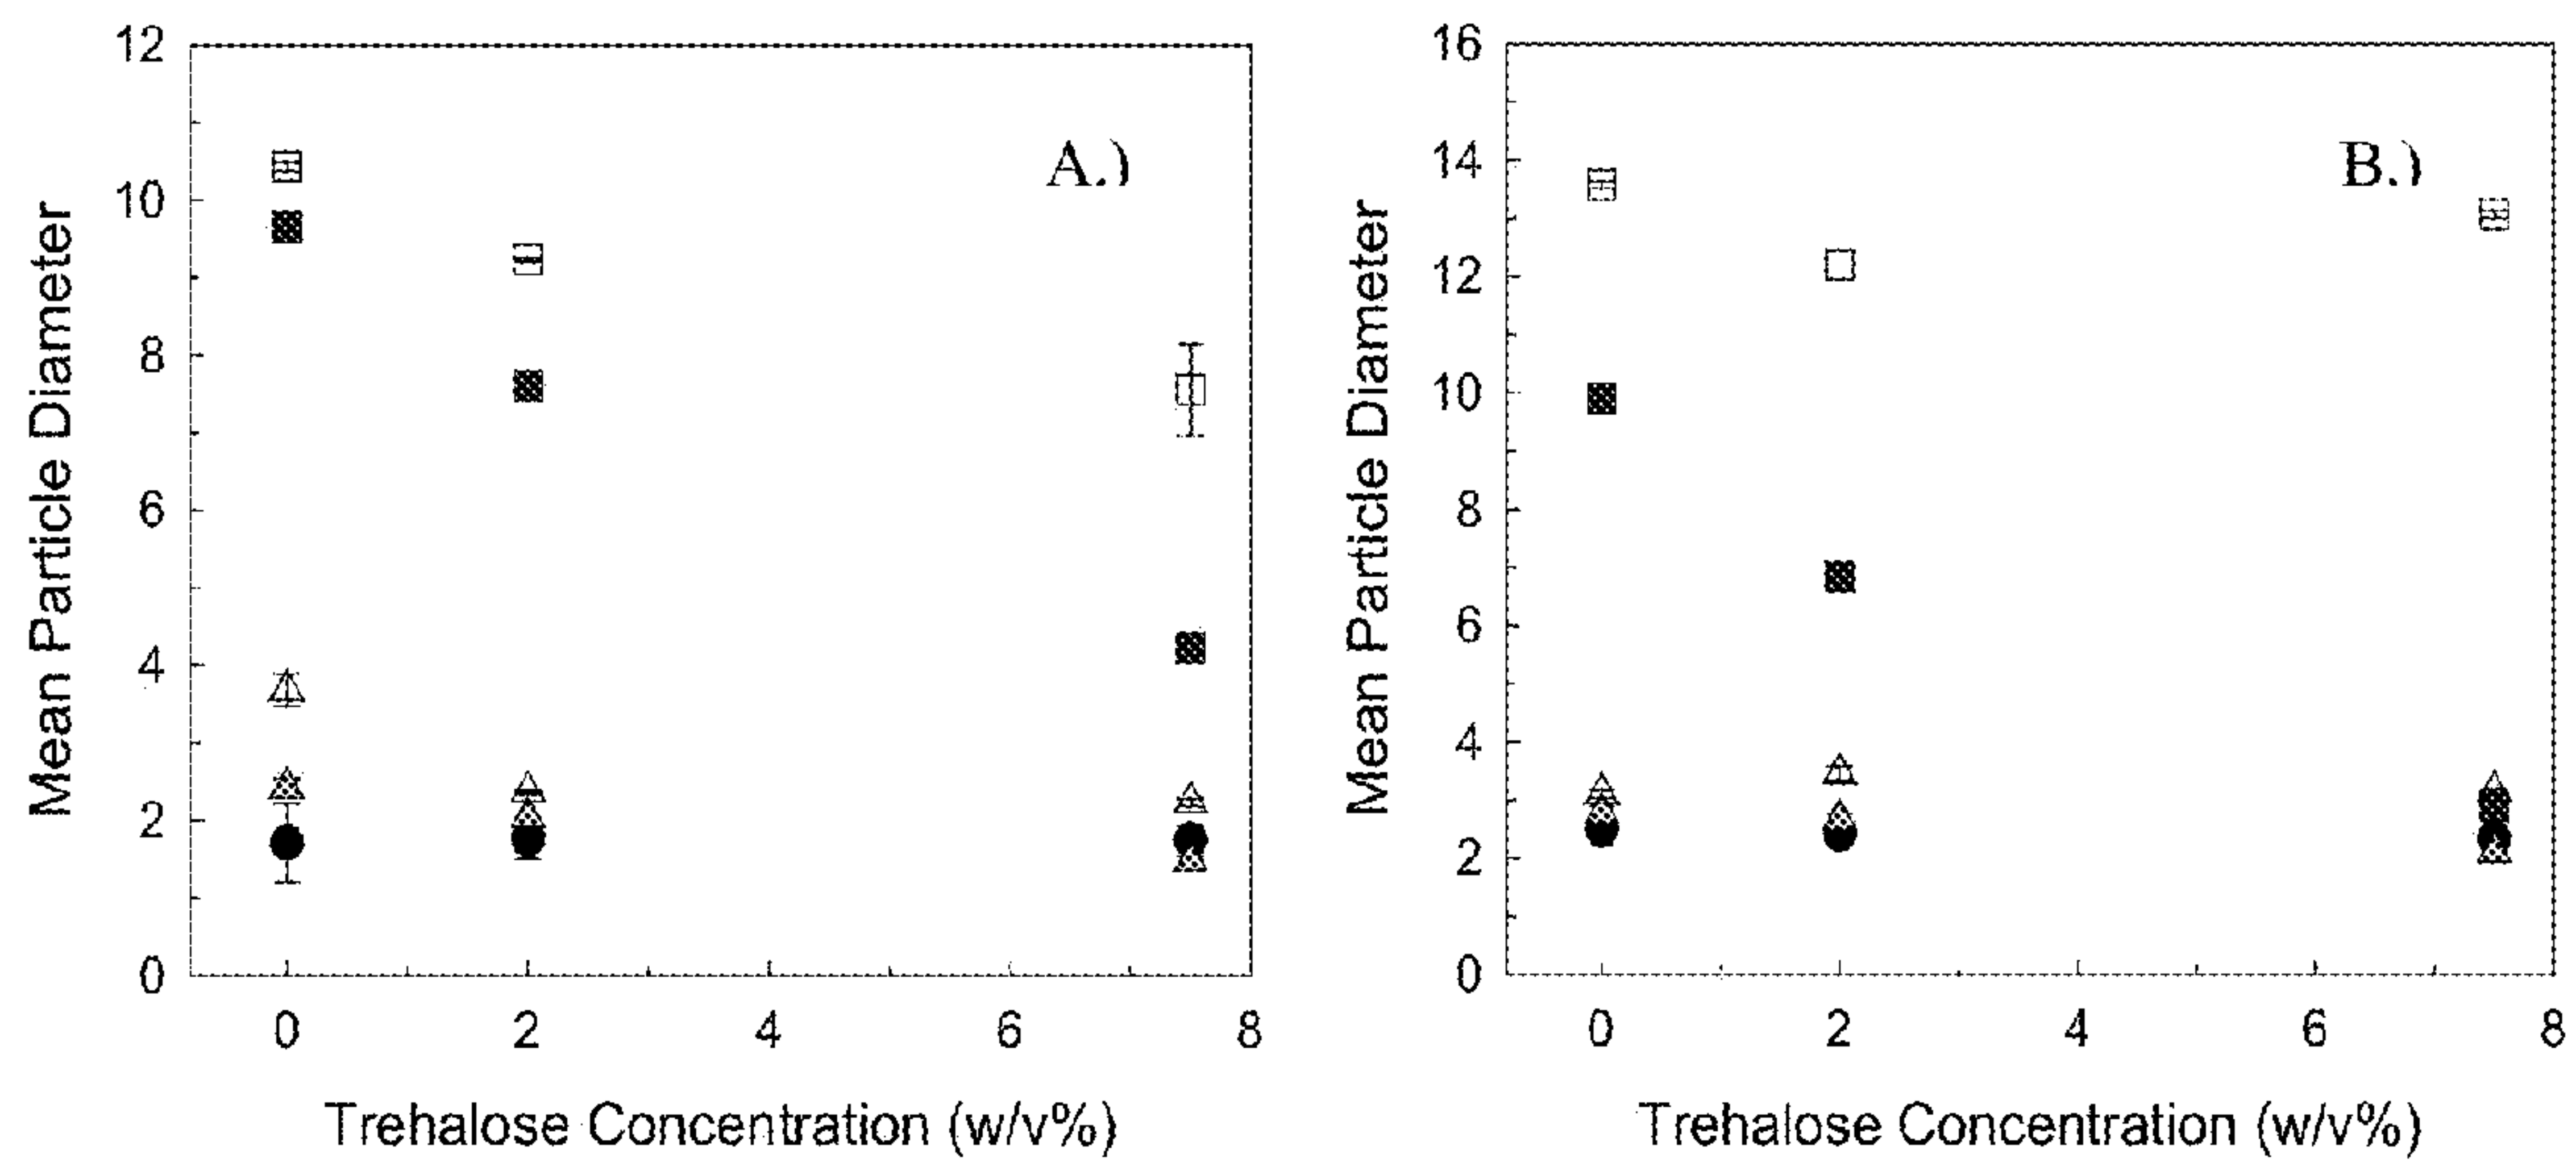 A.)
Mean Particle Diameter
12
10
8
6
4
2
0
0 2 4 6 8
Trehalose Concentration (w/v%)
B.)
Mean Particle Diameter
16
14
12
10
8
6
4
2
0
0 2 4 6 8
Trehalose Concentration (w/v%)